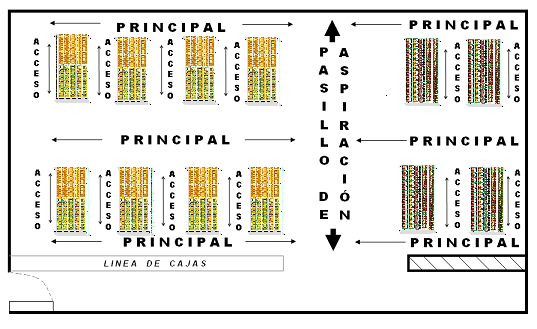 PRINCIPAL
PRINCIPAL
ACCESO
ACCESO
ACCESO
ACCESO
PASILLO DE
ASPIRACIÓN
ACCESO
ACCESO
PRINCIPAL
PRINCIPAL
ACCESO
ACCESO
ACCESO
ACCESO
ACCESO
ACCESO
PRINCIPAL
PRINCIPAL
LINEA DE CAJAS